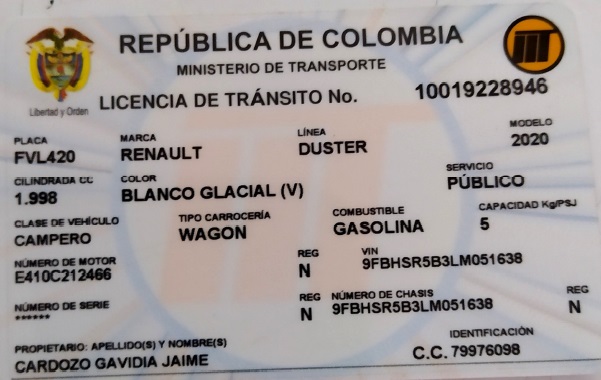 REPÚBLICA DE COLOMBIA
MINISTERIO DE TRANSPORTE
Libertad y Orden
LICENCIA DE TRÁNSITO No. 10019228946
PLACA MARCA LÍNEA MODELO
FVL420 RENAULT DUSTER 2020
CILINDRADA CC COLOR SERVICIO
1.998 BLANCO GLACIAL (V) PÚBLICO
CLASE DE VEHÍCULO TIPO CARROCERÍA COMBUSTIBLE CAPACIDAD Kg/PSJ
CAMPERO WAGON GASOLINA 5
NÚMERO DE MOTOR REG VIN
E410C212466 N 9FBHSR5B3LM051638
NÚMERO DE SERIE REG NÚMERO DE CHASIS REG
****** N 9FBHSR5B3LM051638 N
PROPIETARIO: APELLIDO(S) Y NOMBRE(S) IDENTIFICACIÓN
CARDOZO GAVIDIA JAIME C.C. 79976098